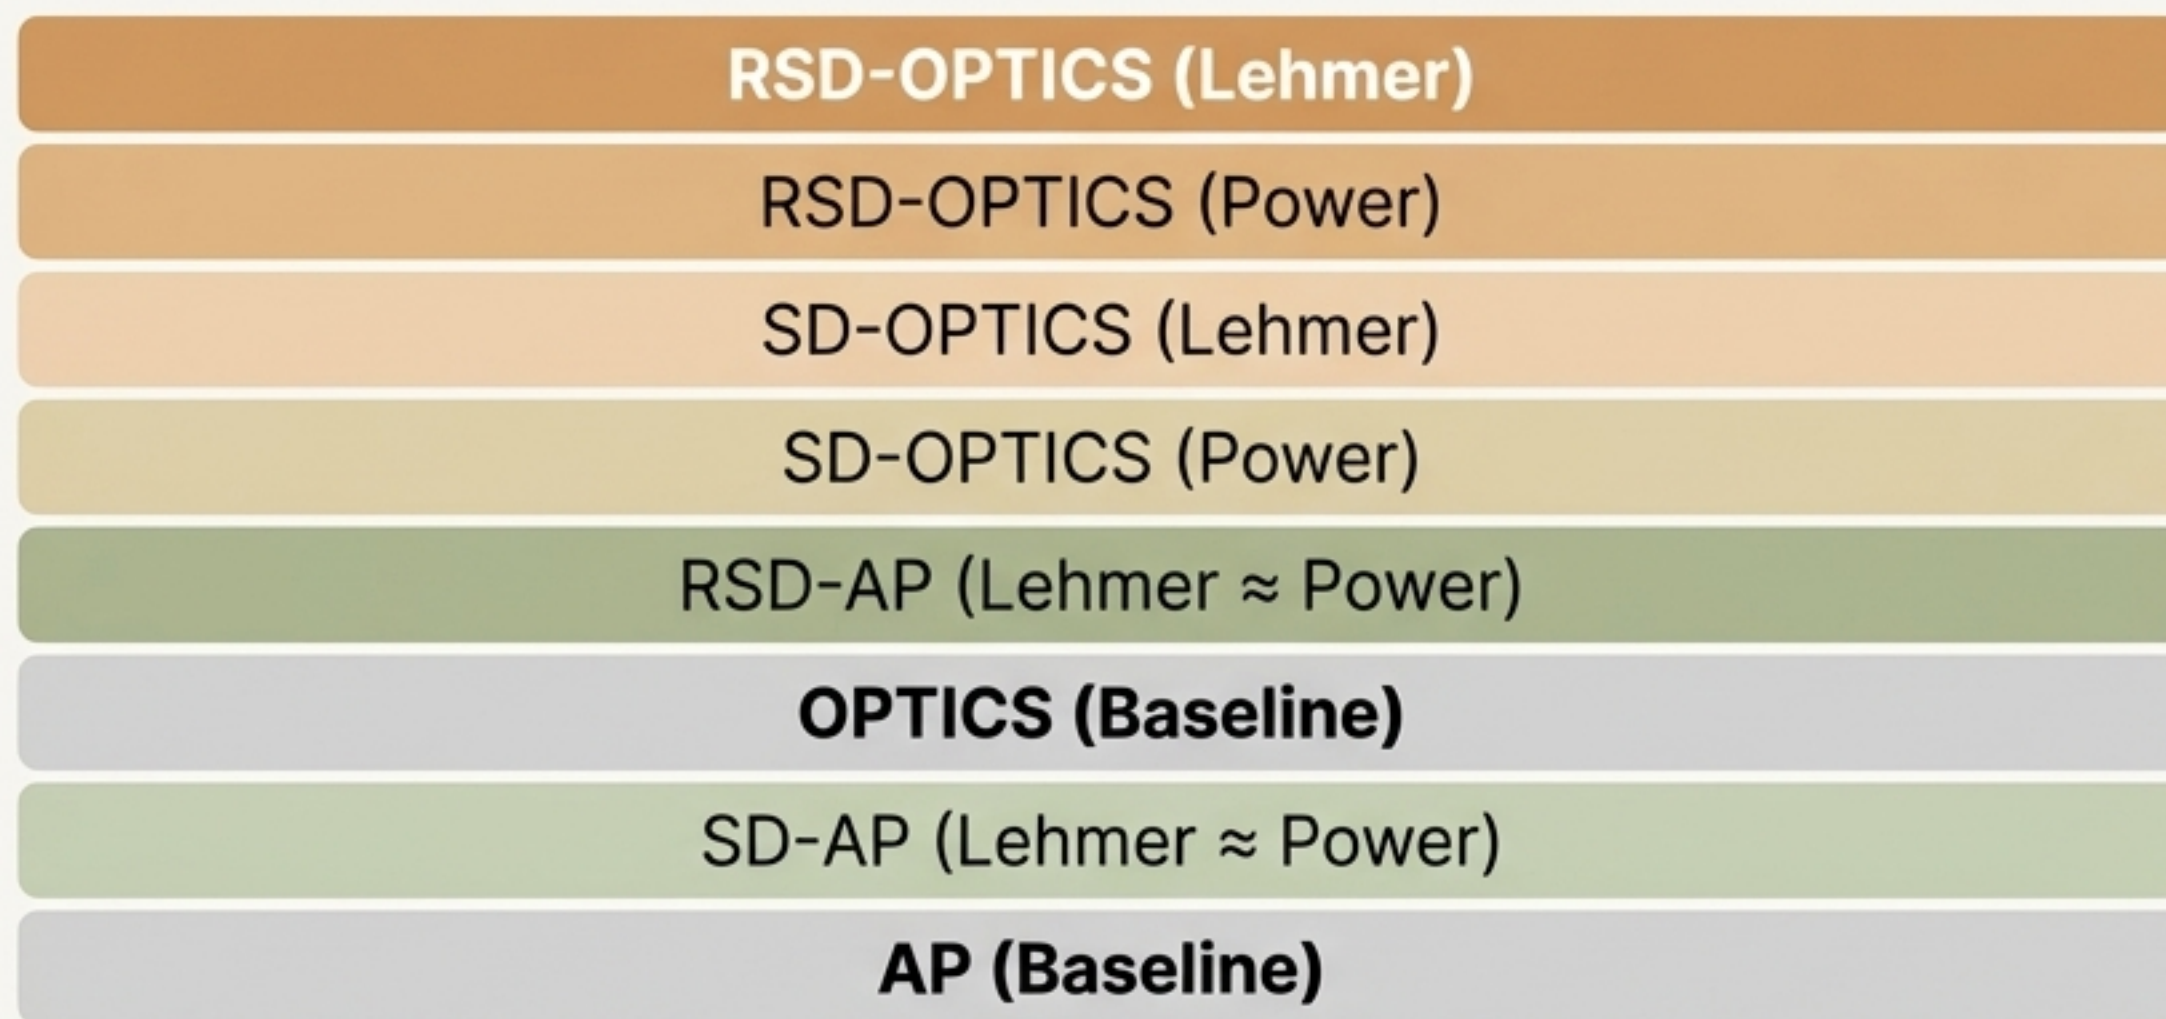 RSD-OPTICS (Lehmer)
RSD-OPTICS (Power)
SD-OPTICS (Lehmer)
SD-OPTICS (Power)
RSD-AP (Lehmer ≈ Power)
OPTICS (Baseline)
SD-AP (Lehmer ≈ Power)
AP (Baseline)